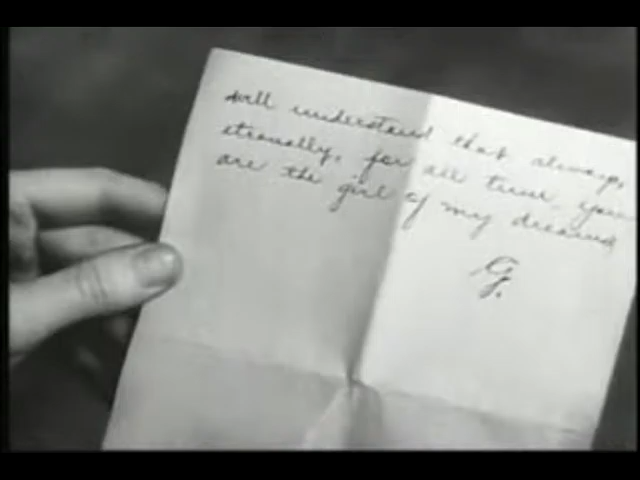 will understand that always,
eternally, for all time you
are the girl of my dreams
G.